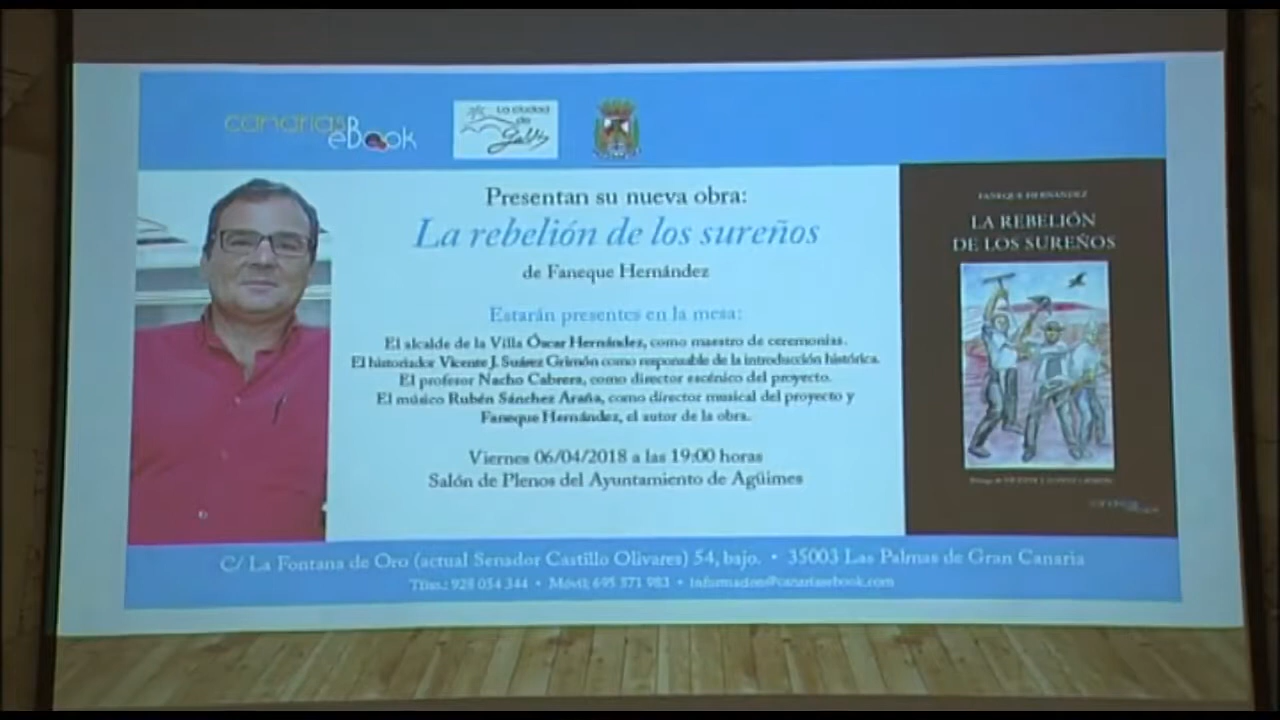 canarias
eBook
La ciudad
de
Galdós
Presentan su nueva obra:
La rebelión de los sureños
de Faneque Hernández
Estarán presentes en la mesa:
El alcalde de la Villa Óscar Hernández, como maestro de ceremonias.
El historiador Vicente J. Suárez Grimón como responsable de la introducción histórica.
El profesor Nacho Cabrera, como director escénico del proyecto.
El músico Rubén Sánchez Araña, como director musical del proyecto y
Faneque Hernández, el autor de la obra.
Viernes 06/04/2018 a las 19:00 horas
Salón de Plenos del Ayuntamiento de Agüimes
FANEQUE HERNÁNDEZ
LA REBELIÓN
DE LOS SUREÑOS
C/ La Fontana de Oro (actual Senador Castillo Olivares) 54, bajo. • 35003 Las Palmas de Gran Canaria
Tfns.: 928 054 344 • Móvil: 695 571 983 • informacion@canariasebook.com